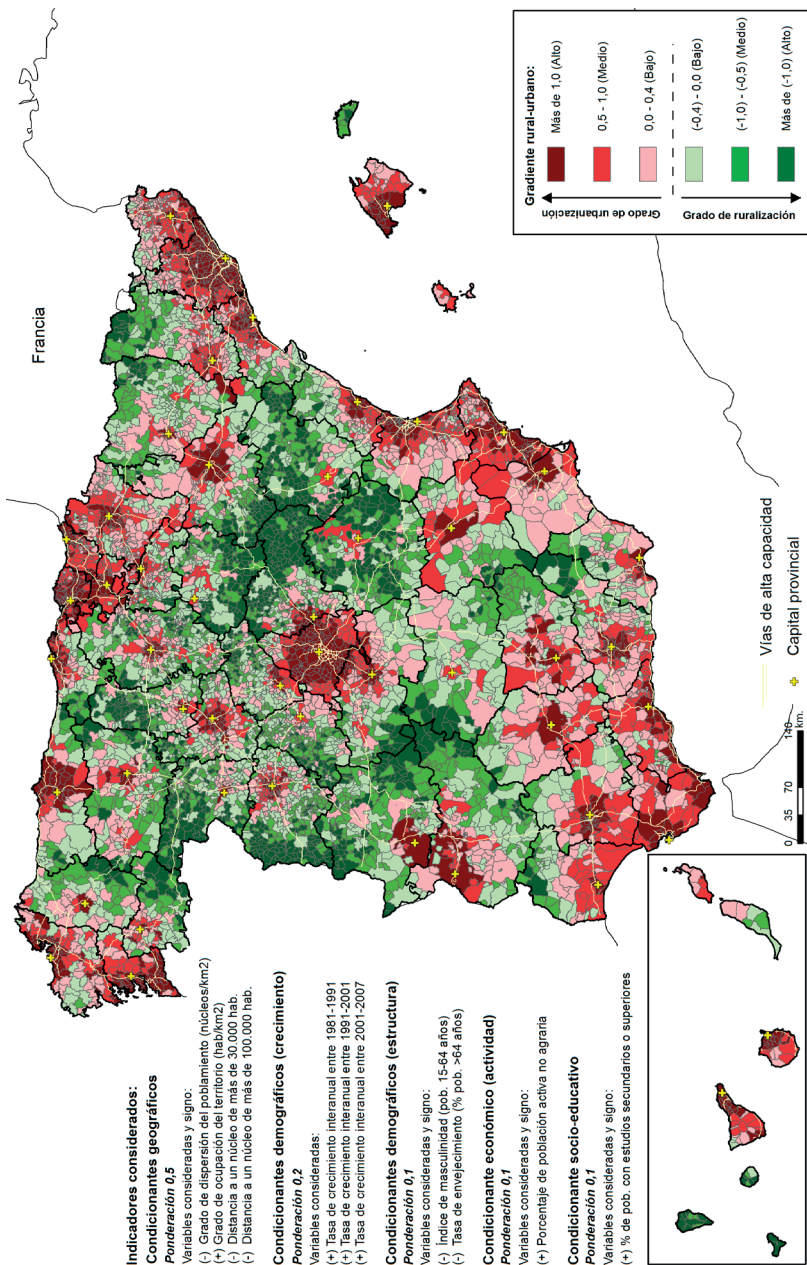 Francia
Indicadores considerados:
Condicionantes geográficos
Ponderación 0,5
Variables consideradas y signo:
(-) Grado de dispersión del poblamiento (núcleos/km2)
(+) Grado de ocupación del territorio (hab/km2)
(-) Distancia a un núcleo de más de 30.000 hab.
(-) Distancia a un núcleo de más de 100.000 hab.
Condicionantes demográficos (crecimiento)
Ponderación 0,2
Variables consideradas:
(+) Tasa de crecimiento interanual entre 1981-1991
(+) Tasa de crecimiento interanual entre 1991-2001
(+) Tasa de crecimiento interanual entre 2001-2007
Condicionantes demográficos (estructura)
Ponderación 0,1
Variables consideradas y signo:
(-) Índice de masculinidad (pob. 15-64 años)
(-) Tasa de envejecimiento (% pob. >64 años)
Condicionante económico (actividad)
Ponderación 0,1
Variables consideradas y signo:
(+) Porcentaje de población activa no agraria
Condicionante socio-educativo
Ponderación 0,1
Variables consideradas y signo:
(+) % de pob. con estudios secundarios o superiores
Vías de alta capacidad
Capital provincial
0 35 70 140
km.
Gradiente rural-urbano:
Más de 1,0 (Alto)
0,5 - 1,0 (Medio)
0,0 - 0,4 (Bajo)
(-0,4) - 0,0 (Bajo)
(-1,0) - (-0,5) (Medio)
Más de (-1,0) (Alto)
Grado de urbanización
Grado de ruralización